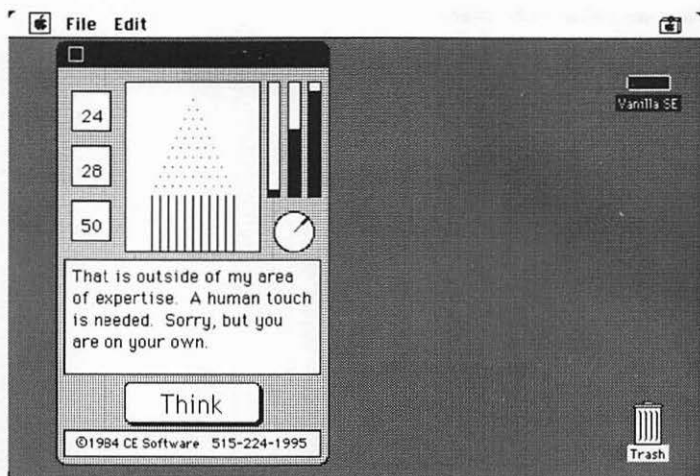 File Edit
24
28
50
Vanilla SE
That is outside of my area
of expertise. A human touch
is needed. Sorry, but you
are on your own.
Think
©1984 CE Software 515-224-1995
Trash